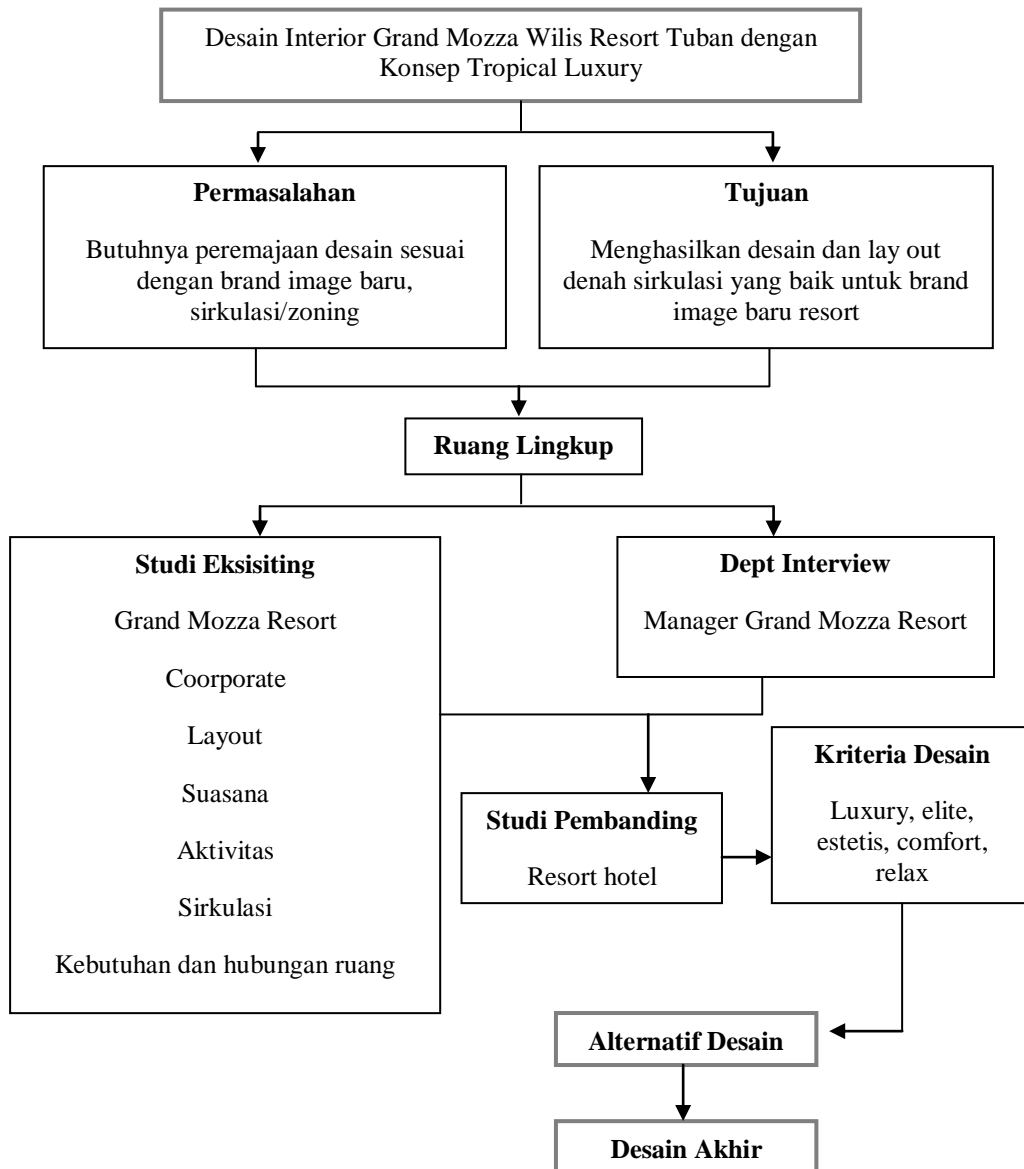 Desain Interior Grand Mozza Wilis Resort Tuban dengan
Konsep Tropical Luxury
Permasalahan
Butuhnya peremajaan desain sesuai
dengan brand image baru,
sirkulasi/zoning
Tujuan
Menghasilkan desain dan lay out
denah sirkulasi yang baik untuk brand
image baru resort
Ruang Lingkup
Studi Eksisiting
Grand Mozza Resort
Coorporate
Layout
Suasana
Aktivitas
Sirkulasi
Kebutuhan dan hubungan ruang
Dept Interview
Manager Grand Mozza Resort
Studi Pembanding
Resort hotel
Kriteria Desain
Luxury, elite,
estetis, comfort,
relax
Alternatif Desain
Desain Akhir